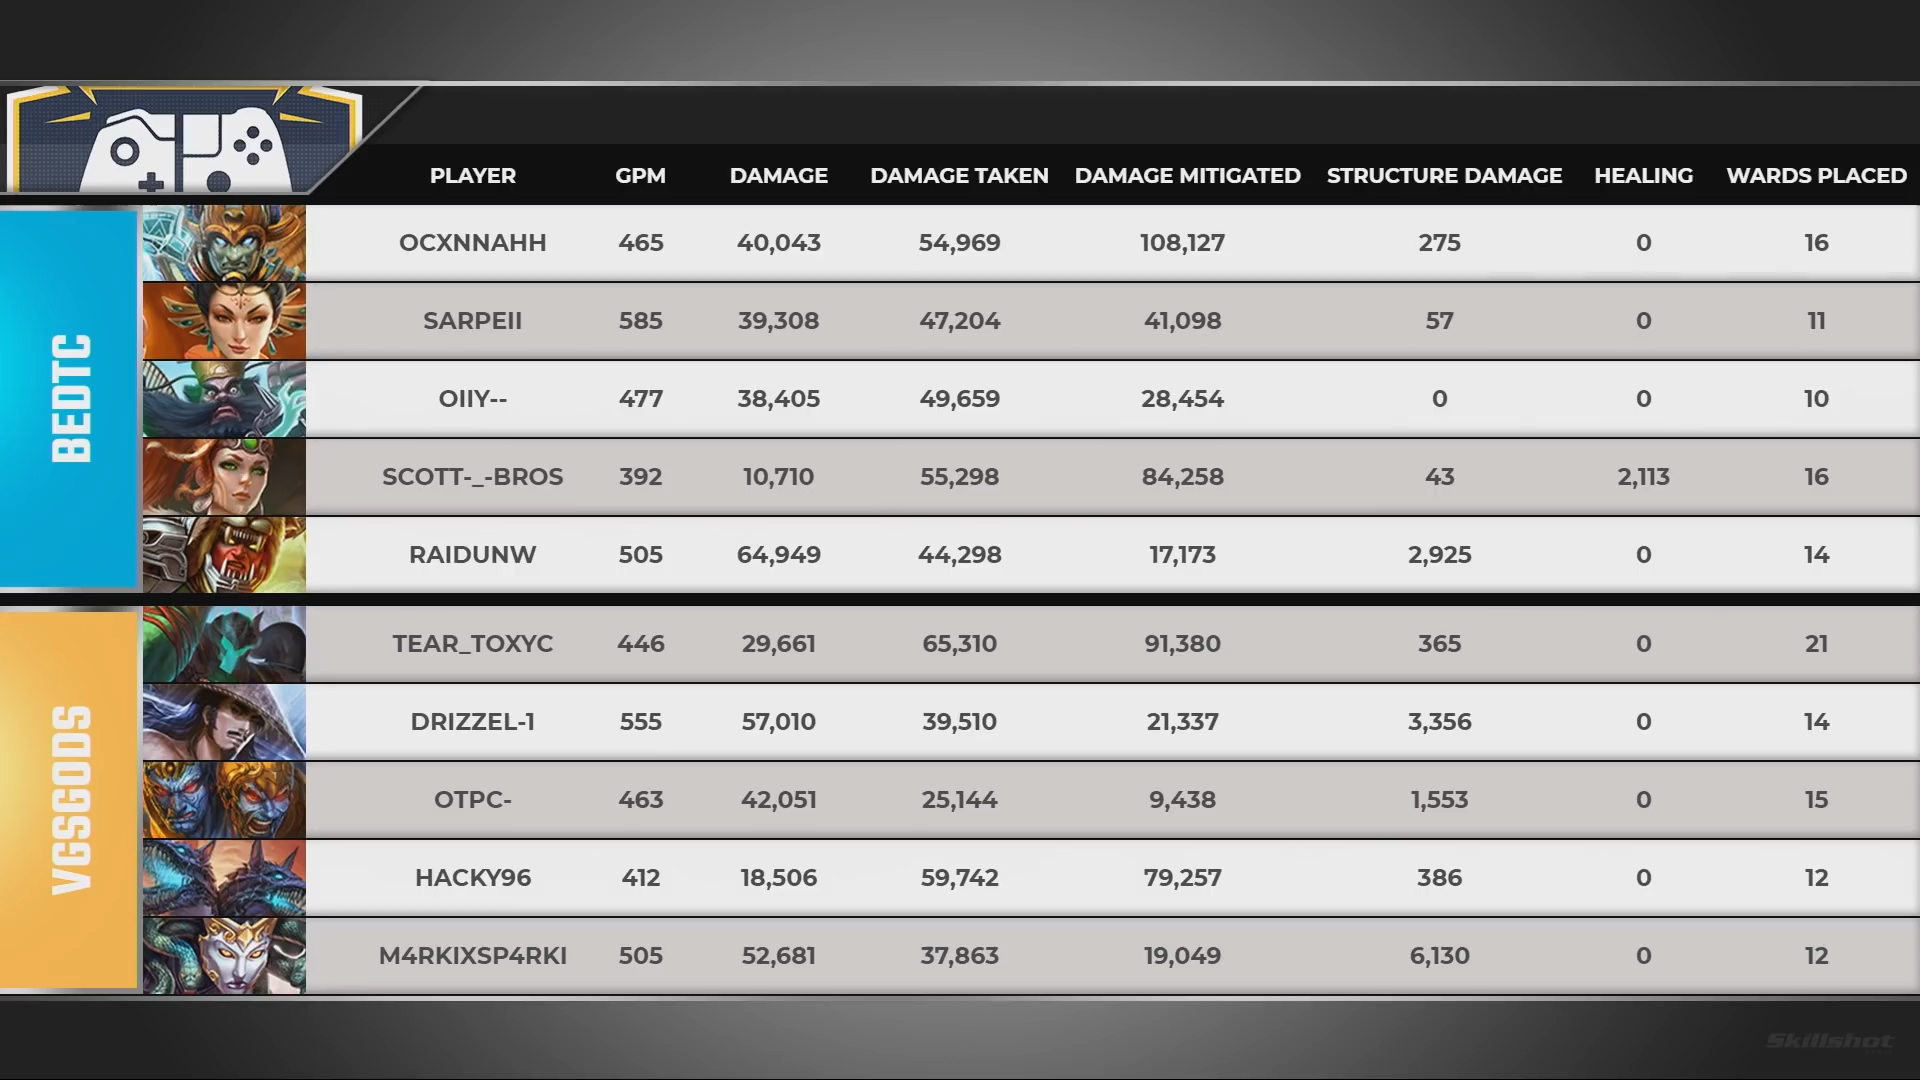 PLAYER GPM DAMAGE DAMAGE TAKEN DAMAGE MITIGATED STRUCTURE DAMAGE HEALING WARDS PLACED
BEDTC
OCXNNAHH 465 40,043 54,969 108,127 275 0 16
SARPEII 585 39,308 47,204 41,098 57 0 11
OIIY-- 477 38,405 49,659 28,454 0 0 10
SCOTT-_-BROS 392 10,710 55,298 84,258 43 2,113 16
RAIDUNW 505 64,949 44,298 17,173 2,925 0 14
VGSGODS
TEAR_TOXYC 446 29,661 65,310 91,380 365 0 21
DRIZZEL-1 555 57,010 39,510 21,337 3,356 0 14
OTPC- 463 42,051 25,144 9,438 1,553 0 15
HACKY96 412 18,506 59,742 79,257 386 0 12
M4RKIXSP4RKI 505 52,681 37,863 19,049 6,130 0 12
Skillshot